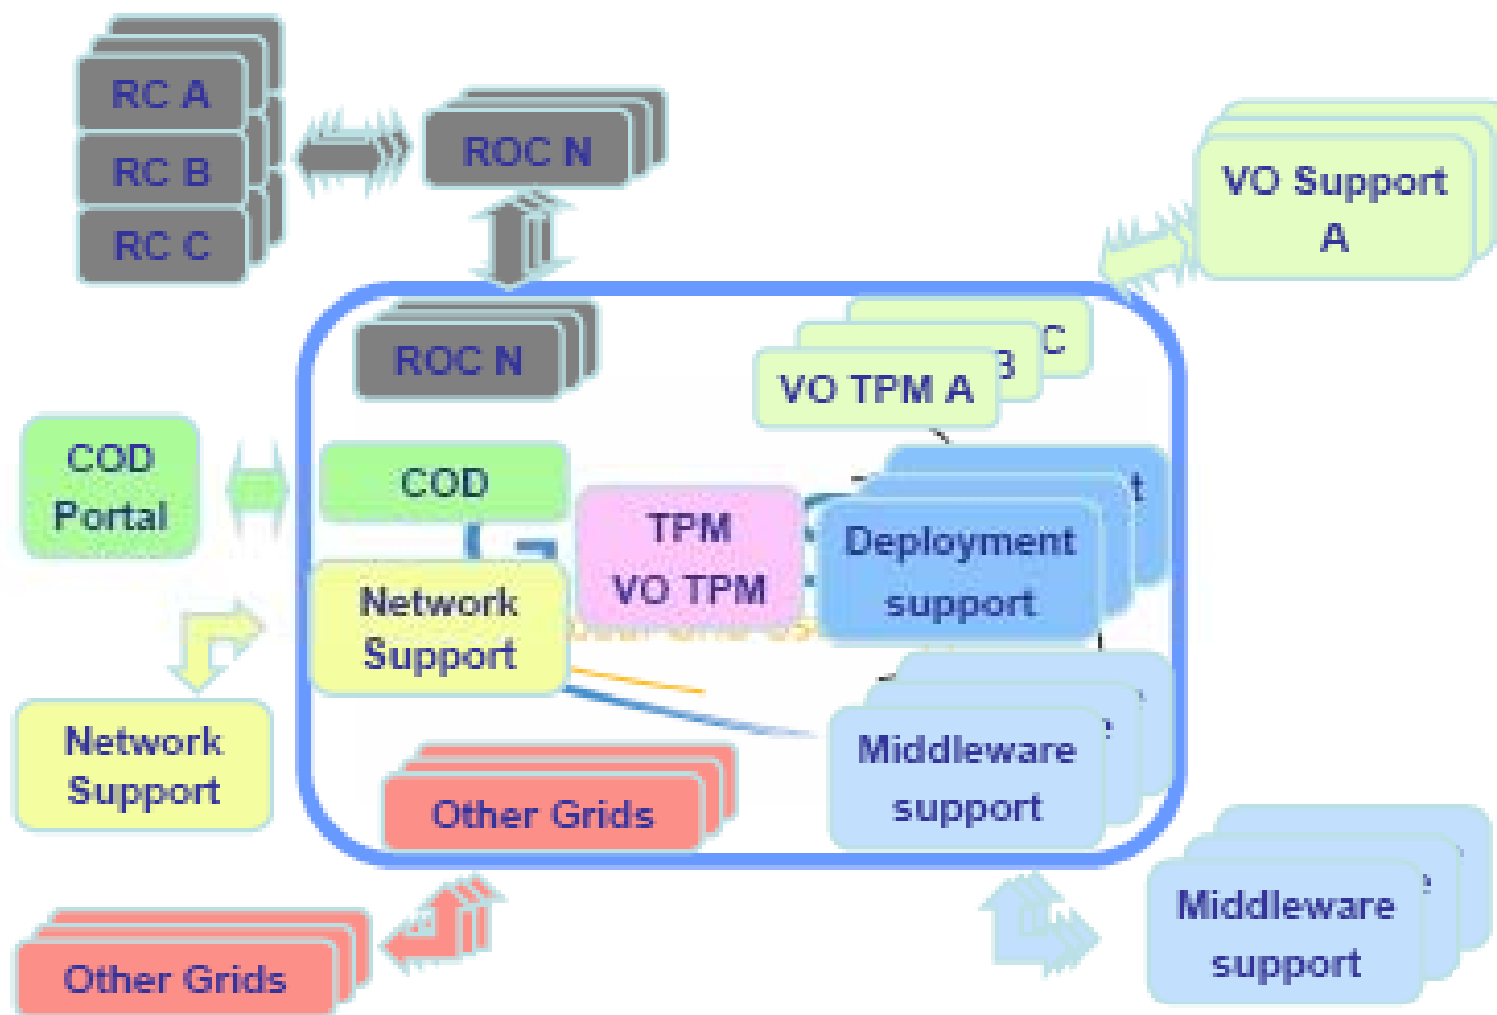 RC A
RC B
RC C
ROC N
VO Support
A
ROC N
C
B
VO TPM A
COD
Portal
COD
TPM
VO TPM
t
Deployment
support
Network
Support
Network
Support
Middleware
support
Other Grids
Middleware
support
Other Grids